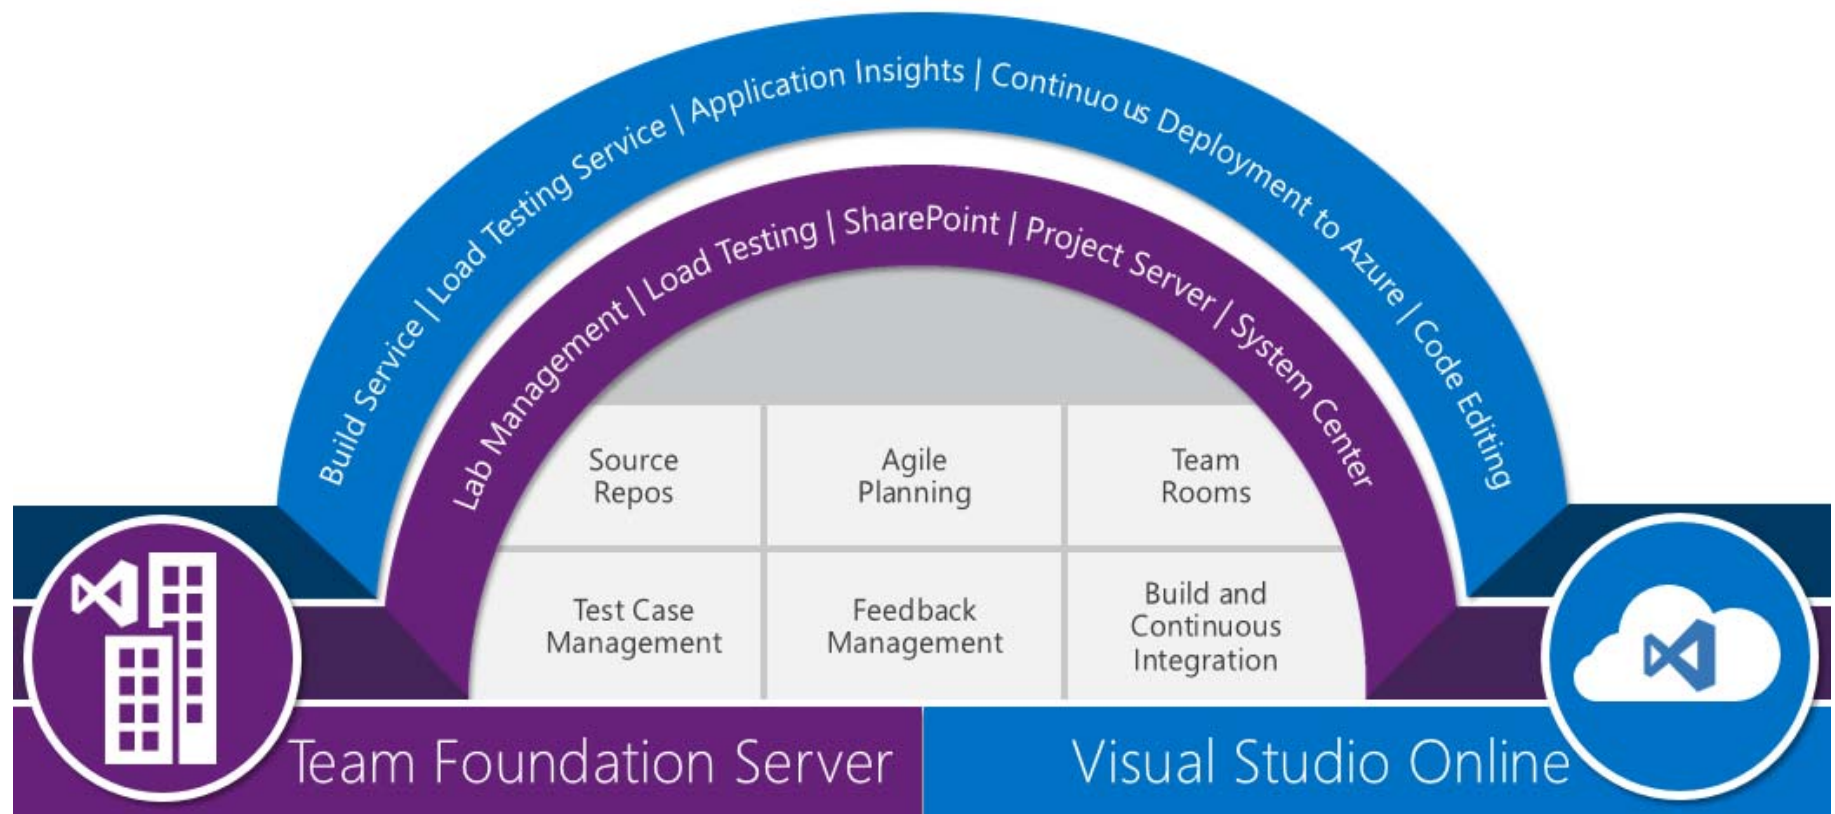 Build Service | Load Testing Service | Application Insights | Continuous Deployment to Azure | Code Editing
Lab Management | Load Testing | SharePoint | Project Server | System Center
Source
Repos
Agile
Planning
Team
Rooms
Test Case
Management
Feedback
Management
Build and
Continuous
Integration
Team Foundation Server
Visual Studio Online